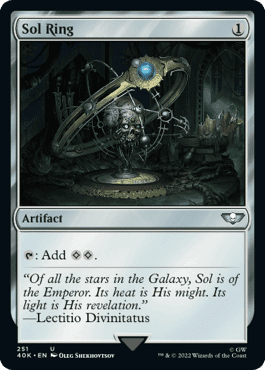 Sol Ring 1
Artifact
: Add .
“Of all the stars in the Galaxy, Sol is of
the Emperor. Its heat is His might. Its
light is His revelation.”
—Lectitio Divinitatus
251 U
40K • EN OLEG SHEKHOVTSOV
© GW
™ & © 2022 Wizards of the Coast